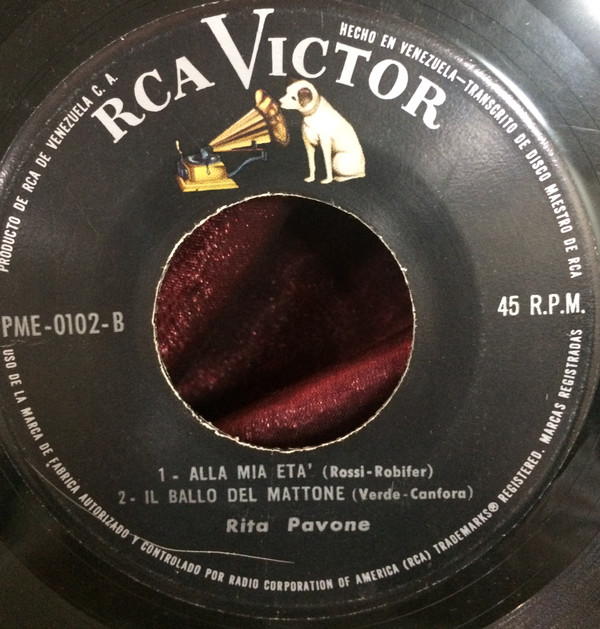 RCA VICTOR
PRODUCTO DE RCA DE VENEZUELA C. A.
HECHO EN VENEZUELA—TRANSCRITO DE DISCO MAESTRO DE RCA
PME-0102-B
45 R.P.M.
1 - ALLA MIA ETA' (Rossi-Robifer)
2 - IL BALLO DEL MATTONE (Verde-Canfora)
Rita Pavone
USO DE LA MARCA DE FABRICA AUTORIZADO Y CONTROLADO POR RADIO CORPORATION OF AMERICA (RCA) TRADEMARKS® REGISTERED. MARCAS REGISTRADAS